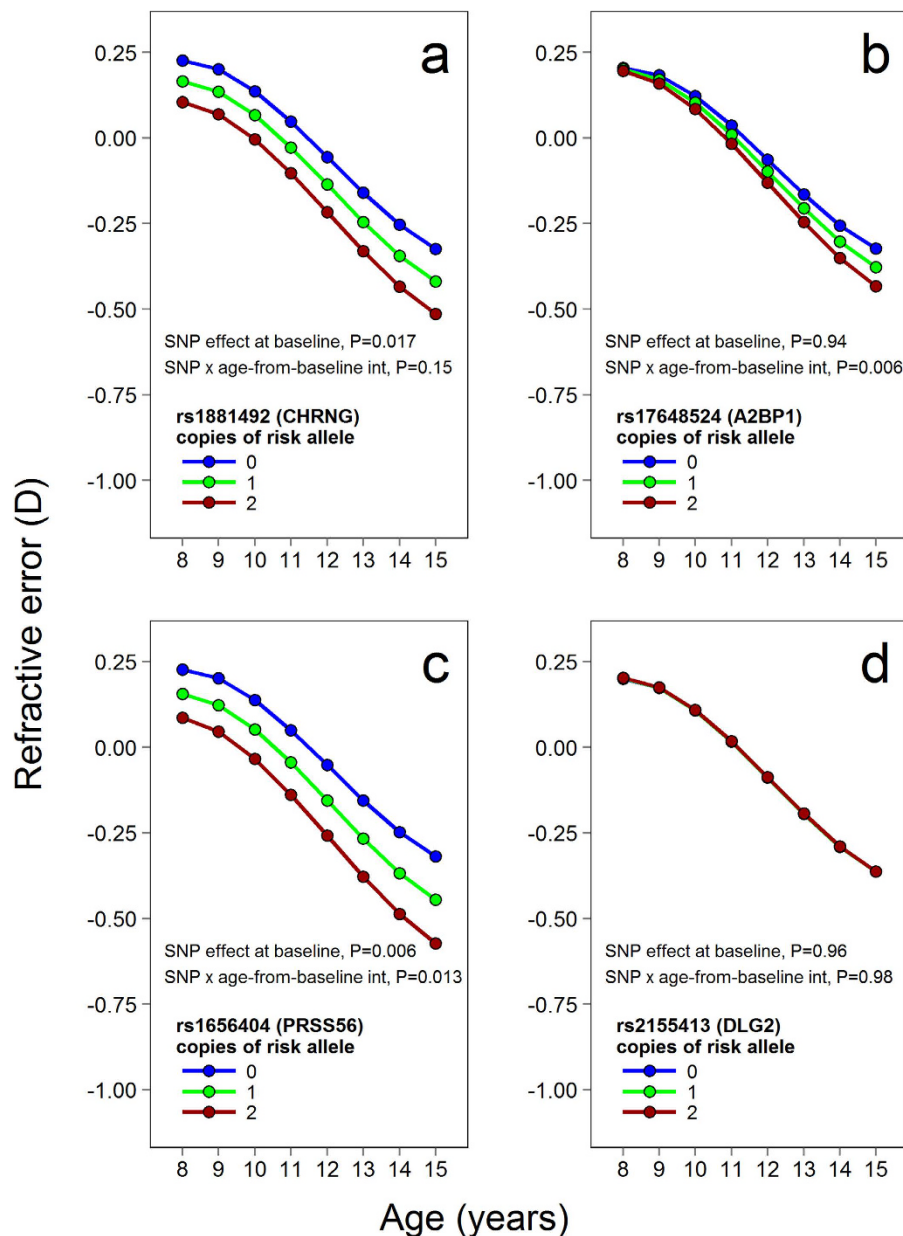 a
0.25
0.00
-0.25
-0.50
-0.75
-1.00
SNP effect at baseline, P=0.017
SNP x age-from-baseline int, P=0.15
rs1881492 (CHRNG)
copies of risk allele
0
1
2
8 9 10 11 12 13 14 15
b
0.25
0.00
-0.25
-0.50
-0.75
-1.00
SNP effect at baseline, P=0.94
SNP x age-from-baseline int, P=0.006
rs17648524 (A2BP1)
copies of risk allele
0
1
2
8 9 10 11 12 13 14 15
Refractive error (D)
c
0.25
0.00
-0.25
-0.50
-0.75
-1.00
SNP effect at baseline, P=0.006
SNP x age-from-baseline int, P=0.013
rs1656404 (PRSS56)
copies of risk allele
0
1
2
8 9 10 11 12 13 14 15
d
0.25
0.00
-0.25
-0.50
-0.75
-1.00
SNP effect at baseline, P=0.96
SNP x age-from-baseline int, P=0.98
rs2155413 (DLG2)
copies of risk allele
0
1
2
8 9 10 11 12 13 14 15
Age (years)